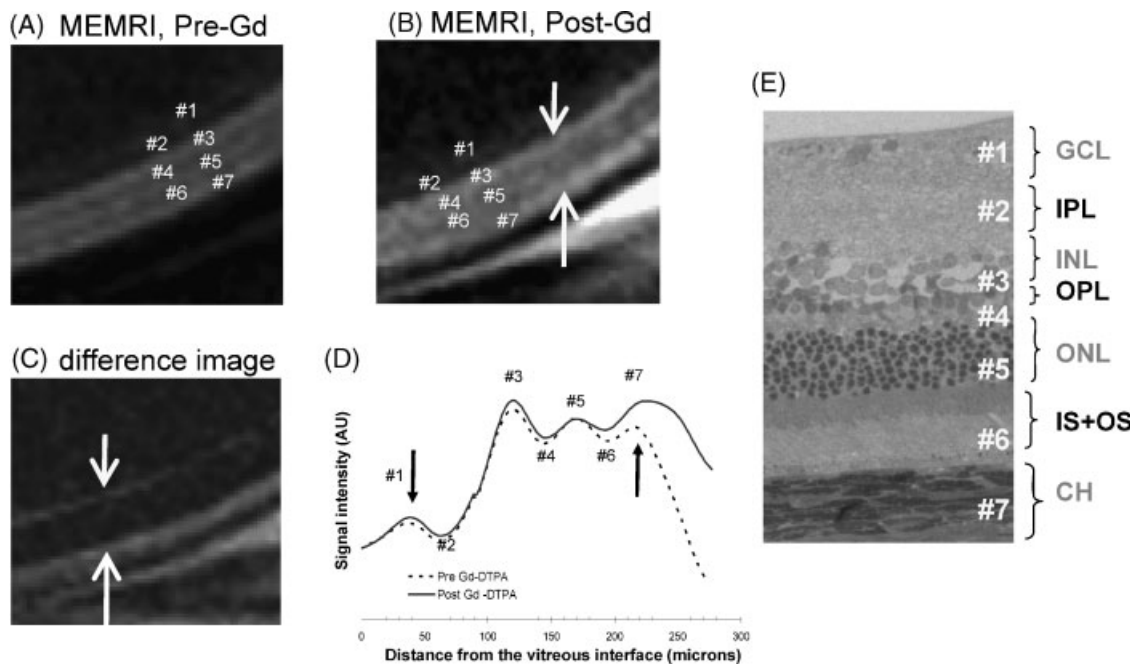 (A) MEMRI, Pre-Gd
#1
#2 #3
#4 #5
#6 #7
(B) MEMRI, Post-Gd
#1
#2 #3
#4 #5
#6 #7
(C) difference image
(D)
#1
#2
#3
#4
#5
#6
#7
Signal intensity (AU)
Pre Gd-DTPA
Post Gd -DTPA
0 50 100 150 200 250 300
Distance from the vitreous interface (microns)
(E)
#1 GCL
#2 IPL
INL
#3
OPL
#4
ONL
#5
IS+OS
#6
#7 CH